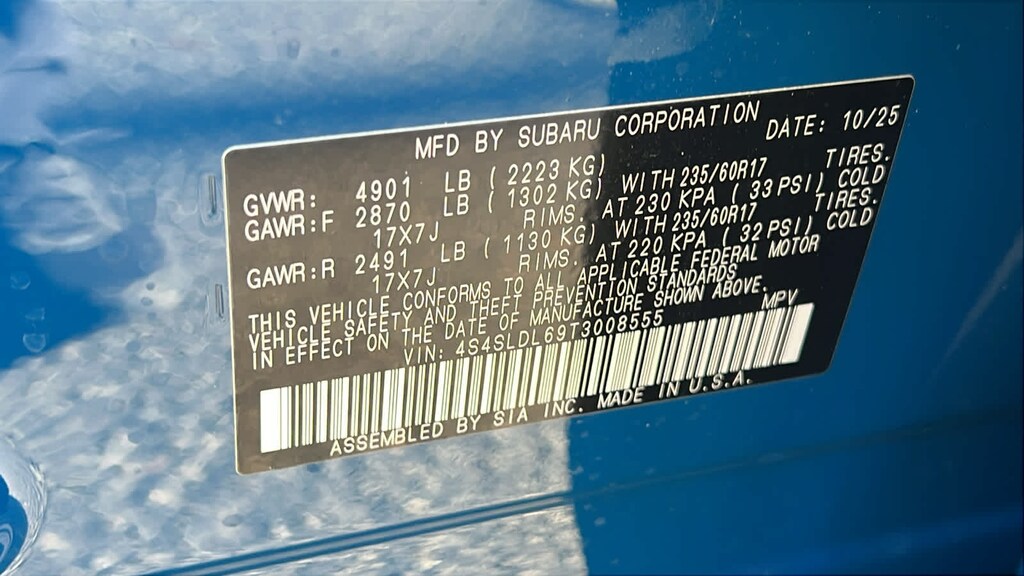 MFD BY SUBARU CORPORATION DATE: 10/25
GVWR: 4901 LB ( 2223 KG)
GAWR:F 2870 LB ( 1302 KG) WITH 235/60R17 TIRES.
17X7J RIMS. AT 230 KPA ( 33 PSI) COLD
GAWR:R 2491 LB ( 1130 KG) WITH 235/60R17 TIRES.
17X7J RIMS. AT 220 KPA ( 32 PSI) COLD
THIS VEHICLE CONFORMS TO ALL APPLICABLE FEDERAL MOTOR
VEHICLE SAFETY AND THEFT PREVENTION STANDARDS
IN EFFECT ON THE DATE OF MANUFACTURE SHOWN ABOVE.
VIN: 4S4SLDL69T3008555 MPV
ASSEMBLED BY SIA INC. MADE IN U.S.A.